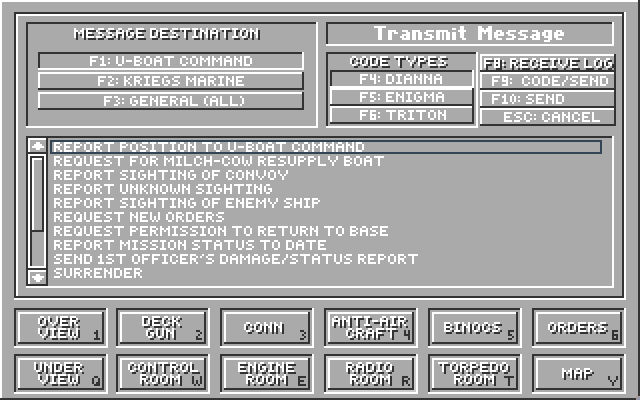 MESSAGE DESTINATION
F1: U-BOAT COMMAND
F2: KRIEGS MARINE
F3: GENERAL (ALL)
Transmit Message
CODE TYPES
F4: DIANNA
F5: ENIGMA
F6: TRITON
F8: RECEIVE LOG
F9: CODE/SEND
F10: SEND
ESC: CANCEL
REPORT POSITION TO U-BOAT COMMAND
REQUEST FOR MILCH-COW RESUPPLY BOAT
REPORT SIGHTING OF CONVOY
REPORT UNKNOWN SIGHTING
REPORT SIGHTING OF ENEMY SHIP
REQUEST NEW ORDERS
REQUEST PERMISSION TO RETURN TO BASE
REPORT MISSION STATUS TO DATE
SEND 1ST OFFICER'S DAMAGE/STATUS REPORT
SURRENDER
OVER
VIEW 1
DECK
GUN 2
CONN 3
ANTI-AIR
CRAFT 4
BINOCS 5
ORDERS 6
UNDER
VIEW Q
CONTROL
ROOM W
ENGINE
ROOM E
RADIO
ROOM R
TORPEDO
ROOM T
MAP Y